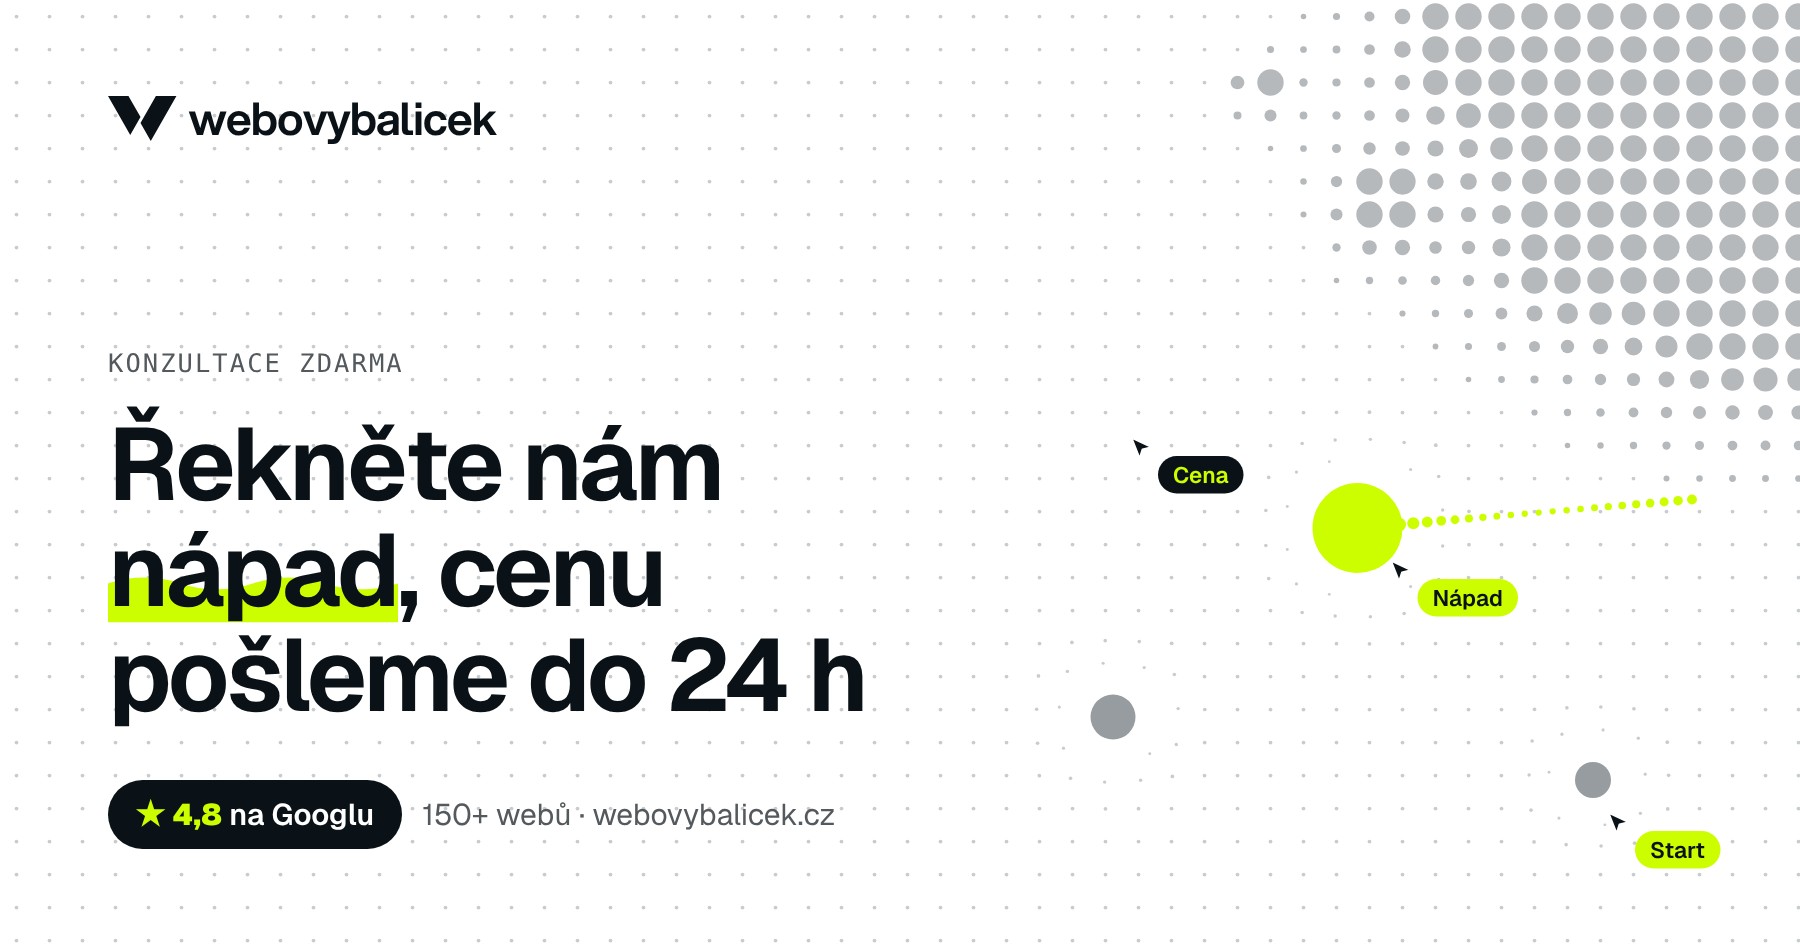 webovybalicek
KONZULTACE ZDARMA
Řekněte nám
nápad, cenu
pošleme do 24 h
★ 4,8 na Googlu
150+ webů · webovybalicek.cz
Cena
Nápad
Start